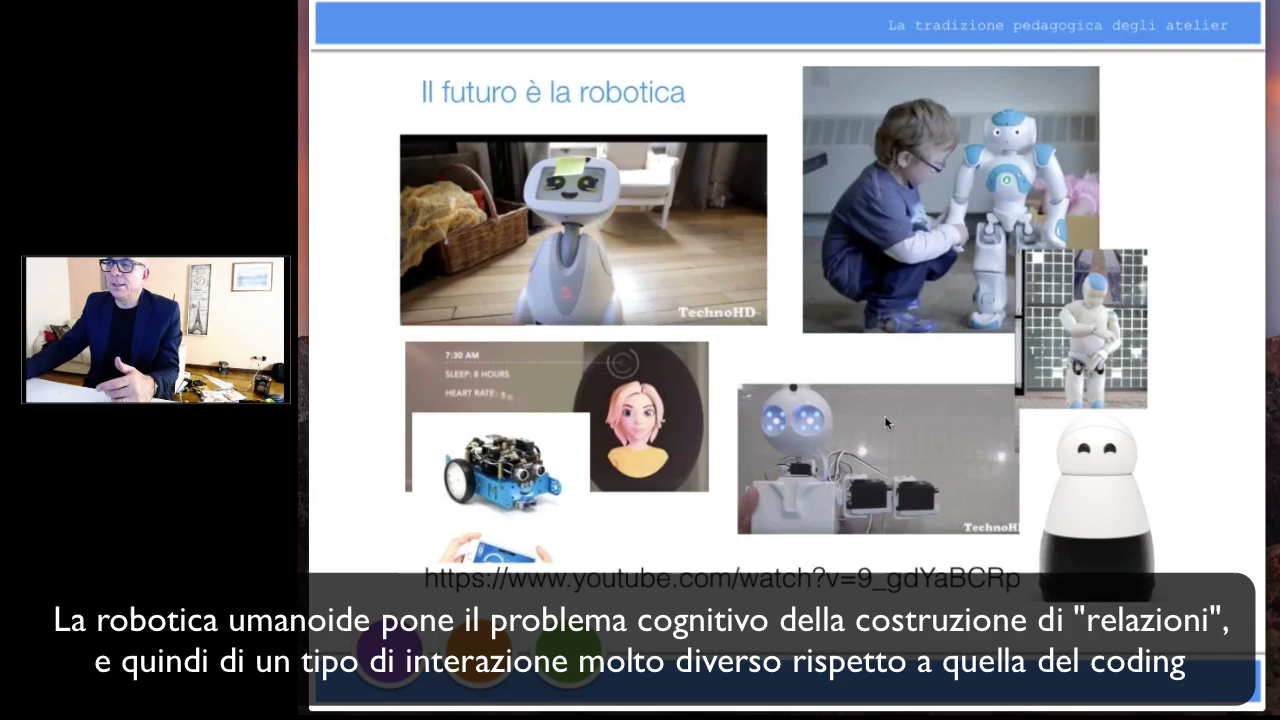 La tradizione pedagogica degli atelier
Il futuro è la robotica
TechnoHD
7:30 AM
SLEEP: 8 HOURS
HEART RATE:
TechnoH
https://www.youtube.com/watch?v=9_gdYaBCRp
La robotica umanoide pone il problema cognitivo della costruzione di "relazioni",
e quindi di un tipo di interazione molto diverso rispetto a quella del coding